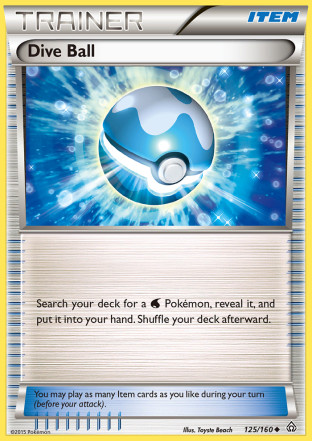 TRAINER ITEM
Dive Ball
Search your deck for a Pokémon, reveal it, and
put it into your hand. Shuffle your deck afterward.
You may play as many Item cards as you like during your turn
(before your attack).
©2015 Pokémon Illus. Toyste Beach 125/160